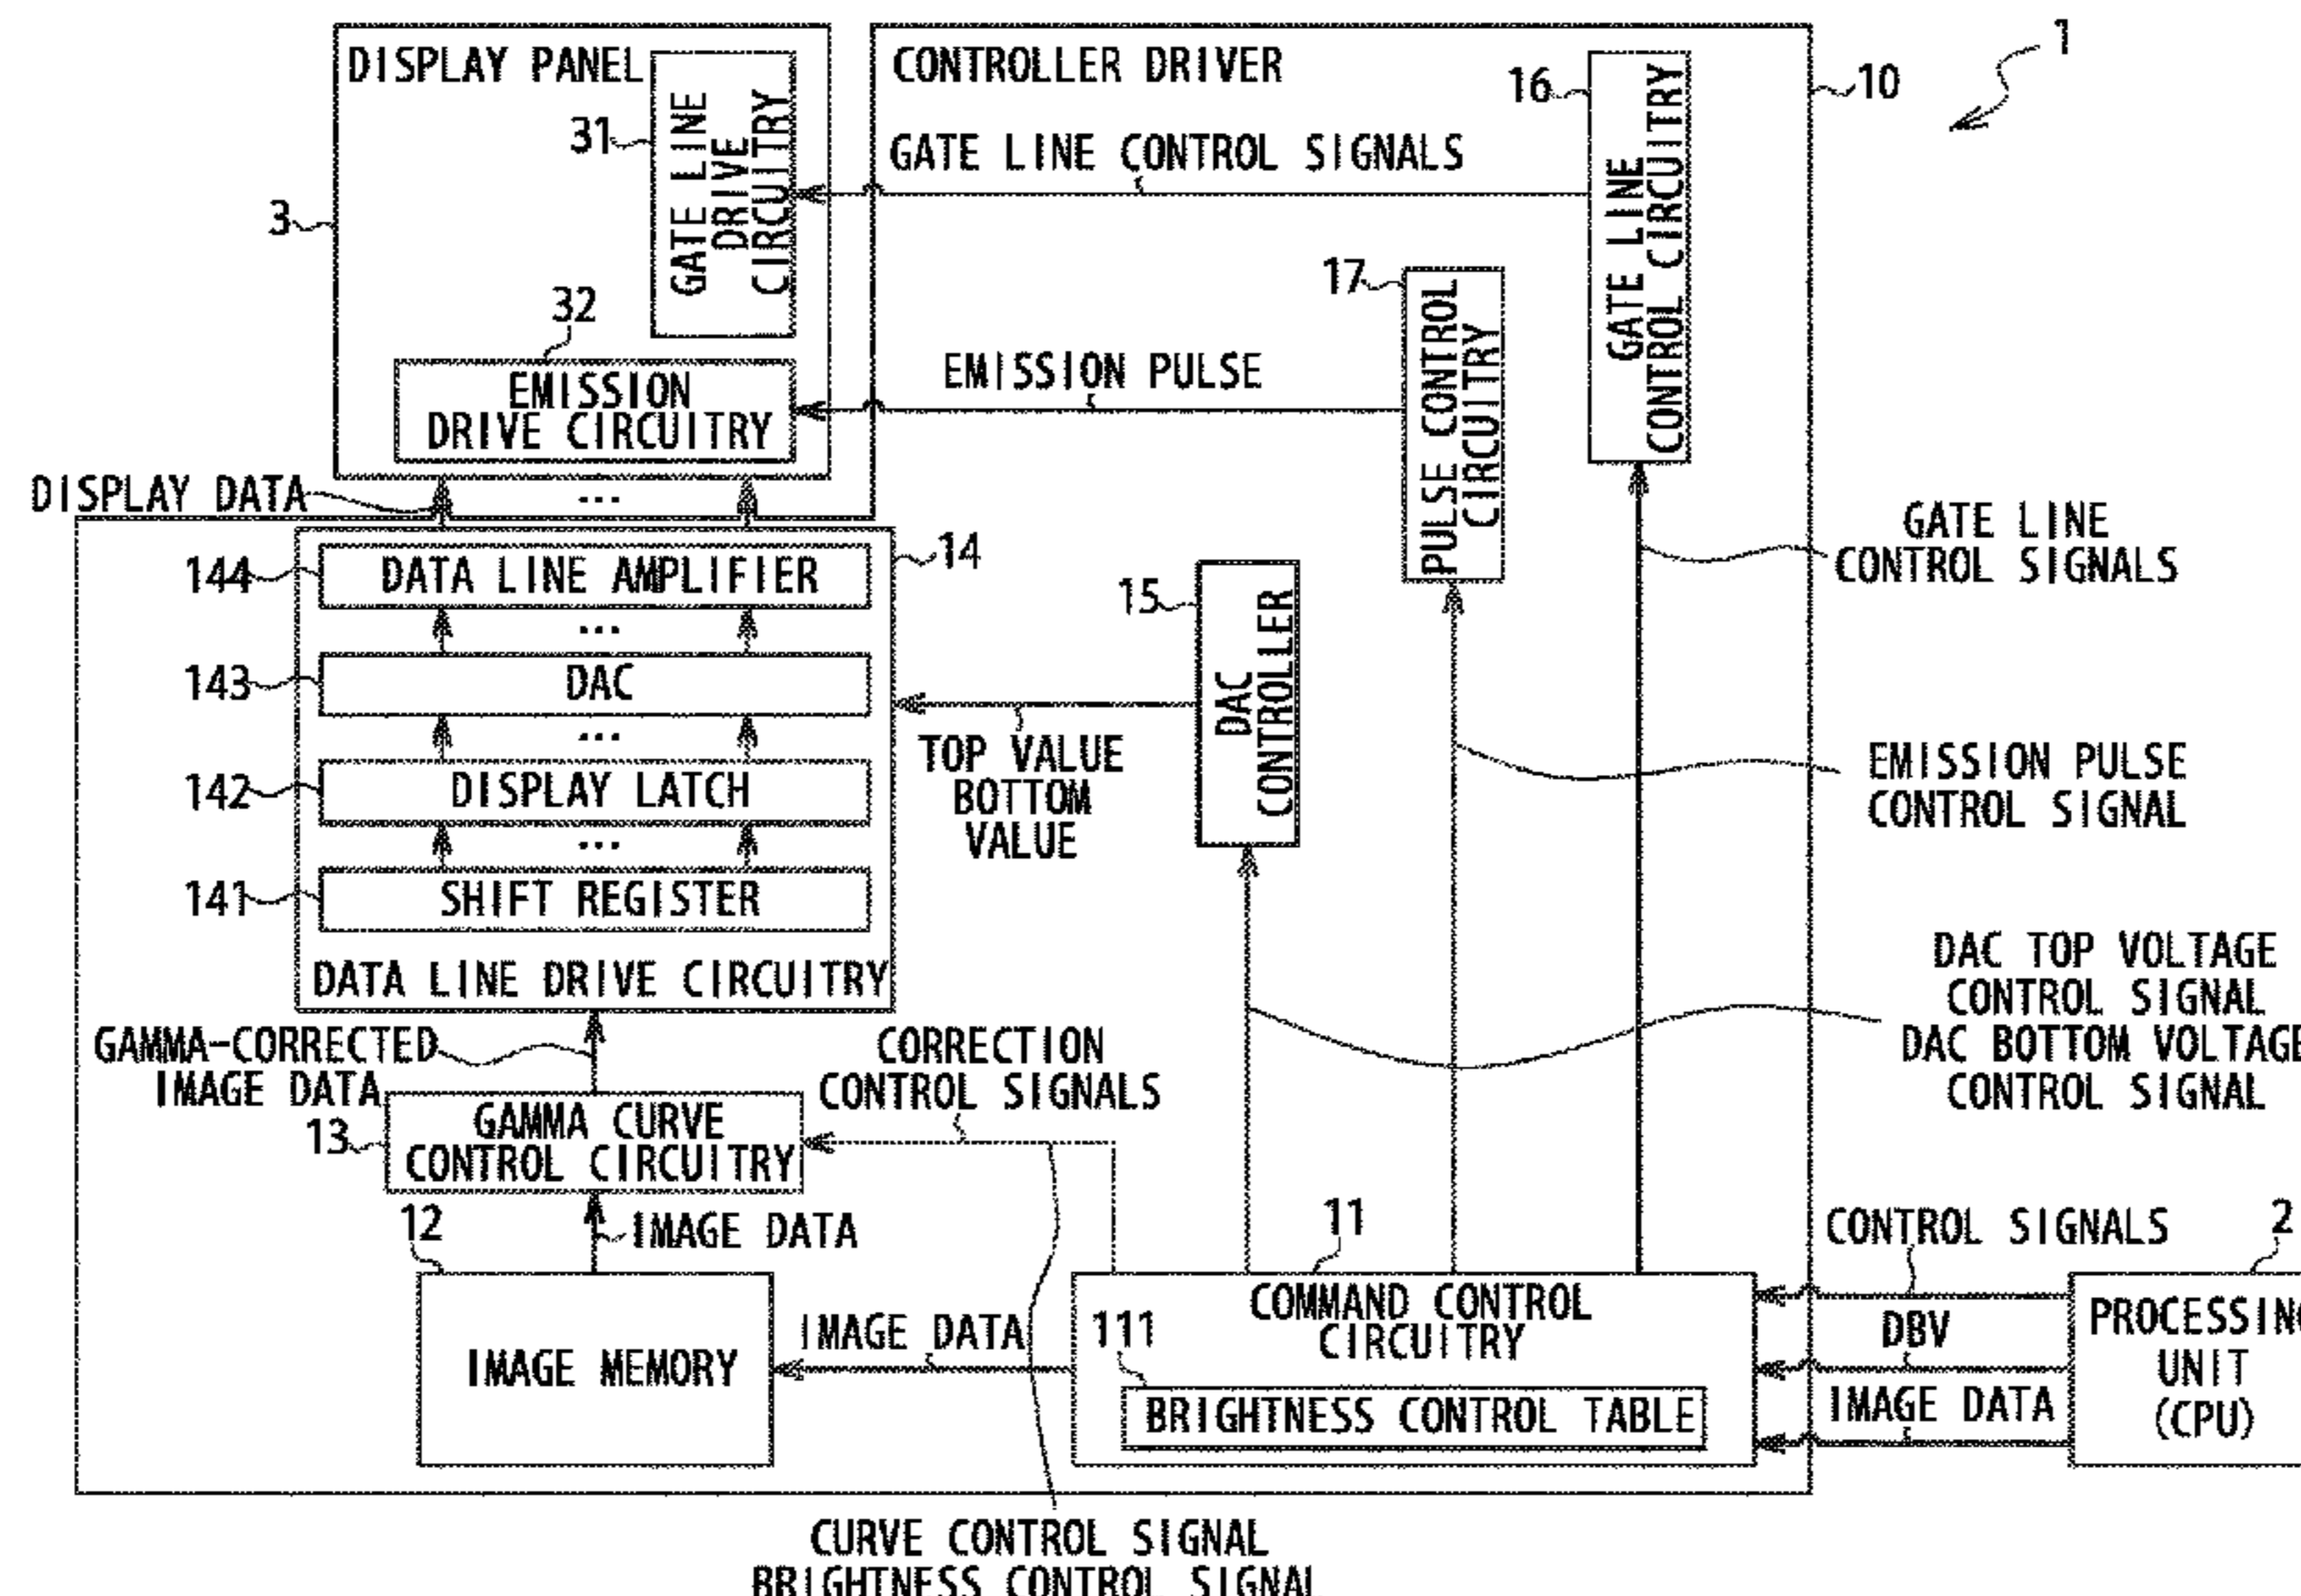 1
DISPLAY PANEL
CONTROLLER DRIVER
10
16
31
GATE LINE
DRIVE
CIRCUITRY
GATE LINE CONTROL SIGNALS
GATE LINE
CONTROL CIRCUITRY
3
17
PULSE CONTROL
CIRCUITRY
32
EMISSION
DRIVE CIRCUITRY
EMISSION PULSE
DISPLAY DATA
...
GATE LINE
CONTROL SIGNALS
14
144
DATA LINE AMPLIFIER
15
DAC
CONTROLLER
...
143
DAC
...
TOP VALUE
BOTTOM
VALUE
EMISSION PULSE
CONTROL SIGNAL
142
DISPLAY LATCH
...
141
SHIFT REGISTER
DATA LINE DRIVE CIRCUITRY
DAC TOP VOLTAGE
CONTROL SIGNAL
DAC BOTTOM VOLTAGE
CONTROL SIGNAL
GAMMA-CORRECTED
IMAGE DATA
CORRECTION
CONTROL SIGNALS
13
GAMMA CURVE
CONTROL CIRCUITRY
12
IMAGE DATA
11
CONTROL SIGNALS
2
IMAGE MEMORY
IMAGE DATA
COMMAND CONTROL
CIRCUITRY
111
BRIGHTNESS CONTROL TABLE
DBV
IMAGE DATA
PROCESSING
UNIT
(CPU)
CURVE CONTROL SIGNAL
BRIGHTNESS CONTROL SIGNAL